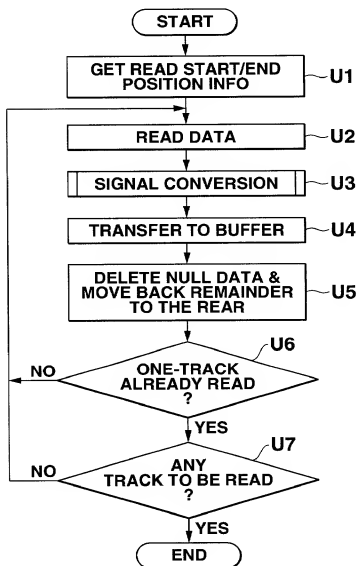 START
GET READ START/END
POSITION INFO
U1
READ DATA
U2
SIGNAL CONVERSION
U3
TRANSFER TO BUFFER
U4
DELETE NULL DATA &
MOVE BACK REMAINDER
TO THE REAR
U5
U6
ONE-TRACK
ALREADY READ
?
NO
YES
U7
ANY
TRACK TO BE READ
?
NO
YES
END